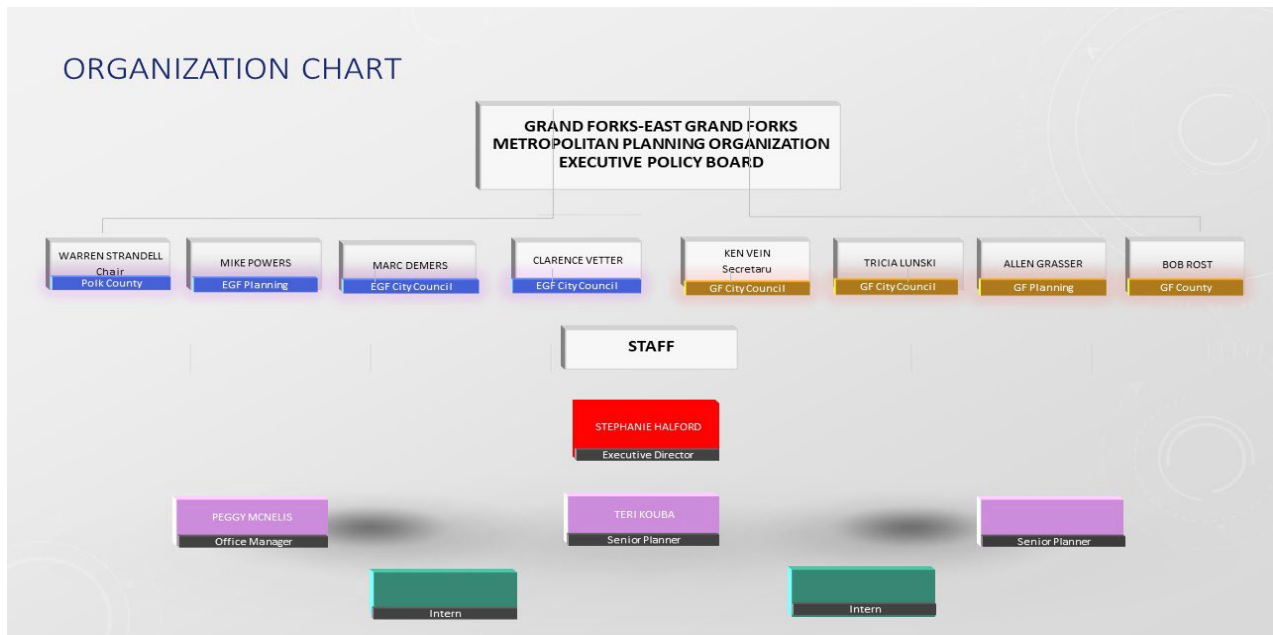 ORGANIZATION CHART
GRAND FORKS-EAST GRAND FORKS
METROPOLITAN PLANNING ORGANIZATION
EXECUTIVE POLICY BOARD
WARREN STRANDELL
Chair
Polk County
MIKE POWERS
EGF Planning
MARC DEMERS
EGF City Council
CLARENCE VETTER
EGF City Council
KEN VEIN
Secretaru
GF City Council
TRICIA LUNSKI
GF City Council
ALLEN GRASSER
GF Planning
BOB ROST
GF County
STAFF
STEPHANIE HALFORD
Executive Director
PEGGY MCNELIS
Office Manager
TERI KOUBA
Senior Planner
Senior Planner
Intern
Intern